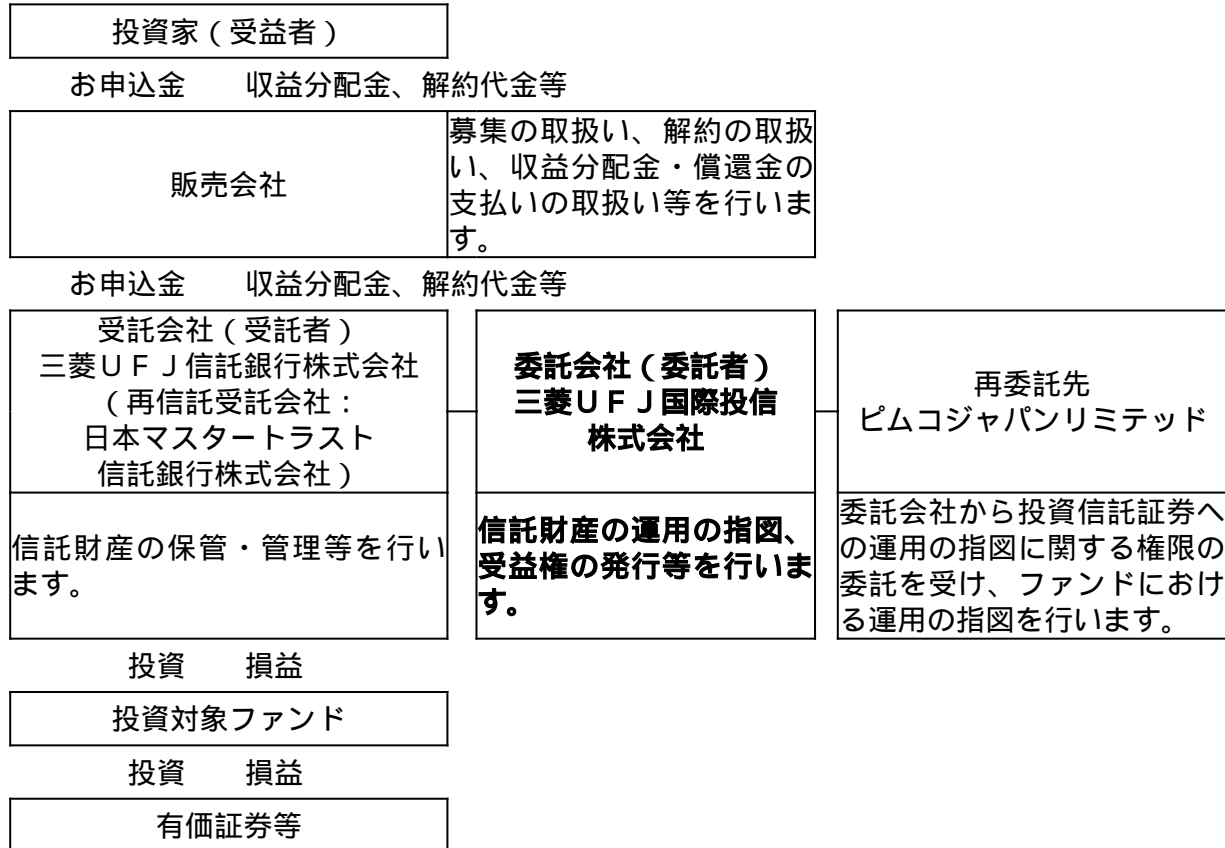 投資家（受益者）
お申込金　　収益分配金、解約代金等
販売会社
募集の取扱い、解約の取扱
い、収益分配金・償還金の
支払いの取扱い等を行いま
す。
お申込金　　収益分配金、解約代金等
受託会社（受託者）
三菱ＵＦＪ信託銀行株式会社
（再信託受託会社：
日本マスタートラスト
信託銀行株式会社）
委託会社（委託者）
三菱ＵＦＪ国際投信
株式会社
再委託先
ピムコジャパンリミテッド
信託財産の保管・管理等を行い
ます。
信託財産の運用の指図、
受益権の発行等を行いま
す。
委託会社から投資信託証券へ
の運用の指図に関する権限の
委託を受け、ファンドにおけ
る運用の指図を行います。
投資　　損益
投資対象ファンド
投資　　損益
有価証券等